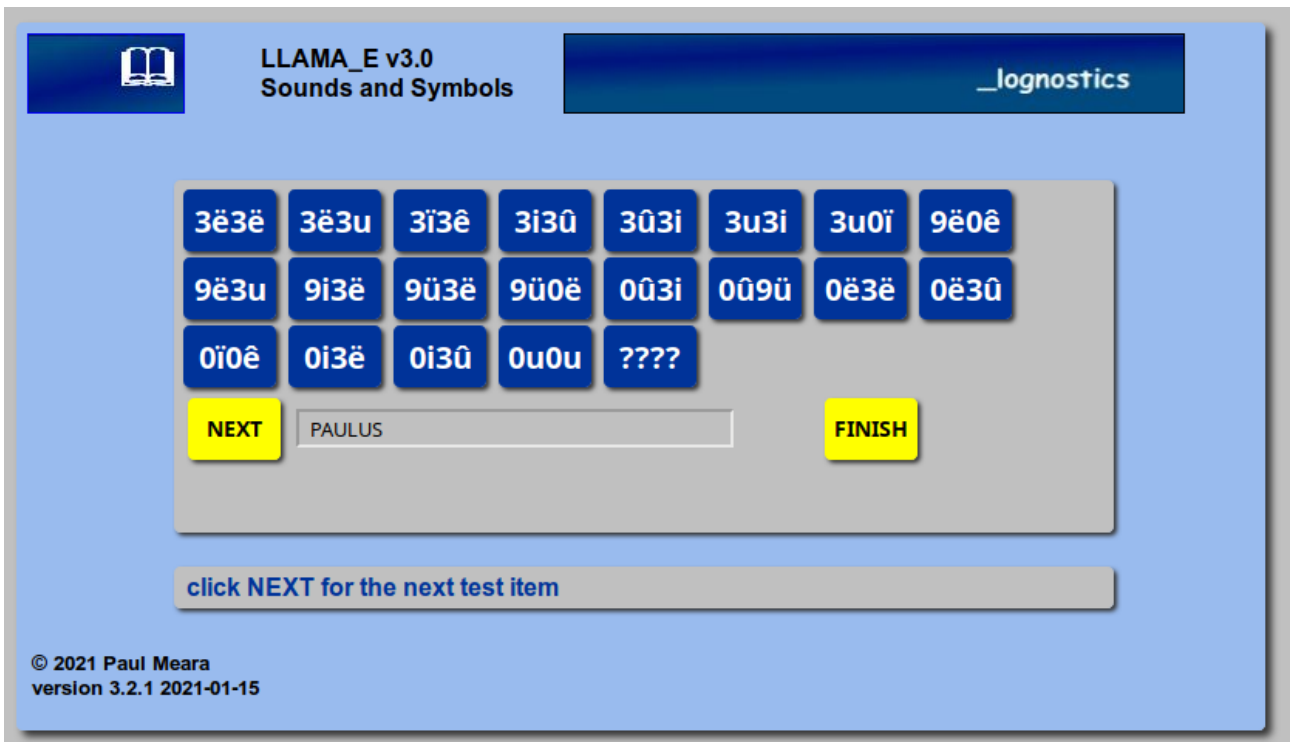 LLAMA_E v3.0
Sounds and Symbols
_lognostics
3ë3ë 3ë3u 3ï3ê 3i3û 3û3i 3u3i 3u0ï 9ë0ê
9ë3u 9i3ë 9ü3ë 9ü0ë 0û3i 0û9ü 0ë3ë 0ë3û
0ï0ê 0i3ë 0i3û 0u0u ????
NEXT PAULUS FINISH
click NEXT for the next test item
© 2021 Paul Meara
version 3.2.1 2021-01-15